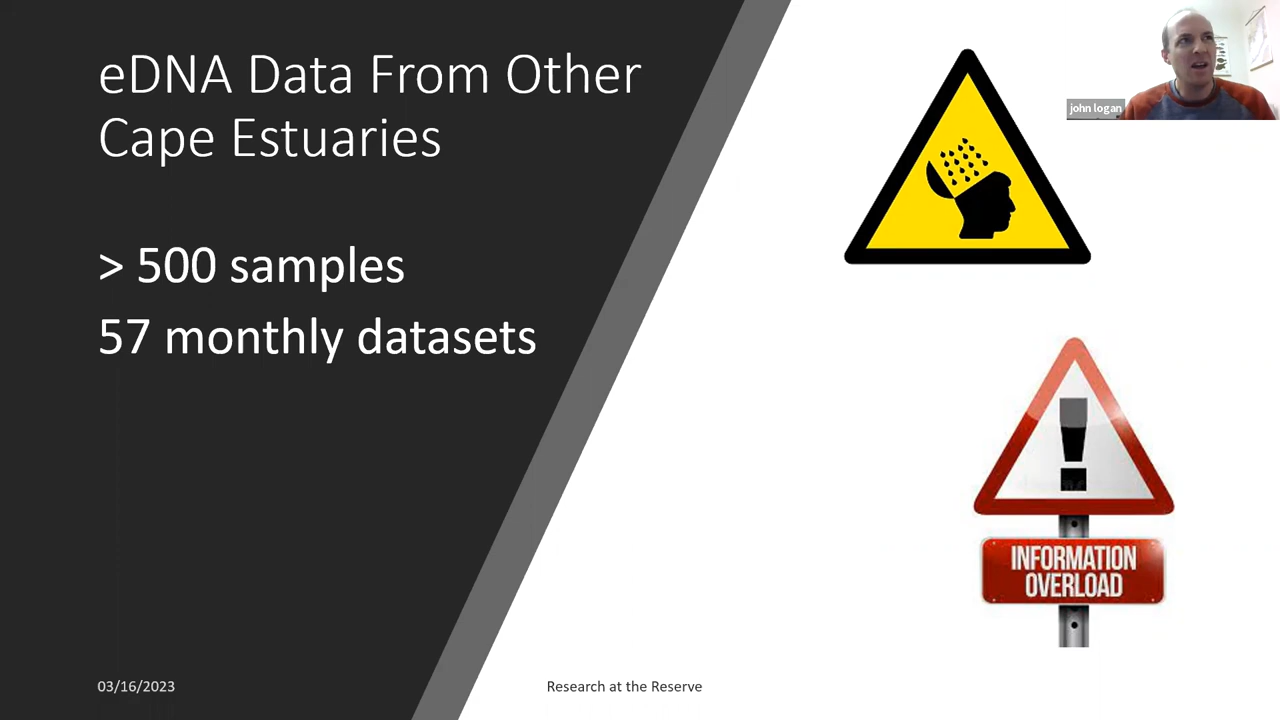 eDNA Data From Other
Cape Estuaries
> 500 samples
57 monthly datasets
john logan
INFORMATION
OVERLOAD
03/16/2023
Research at the Reserve